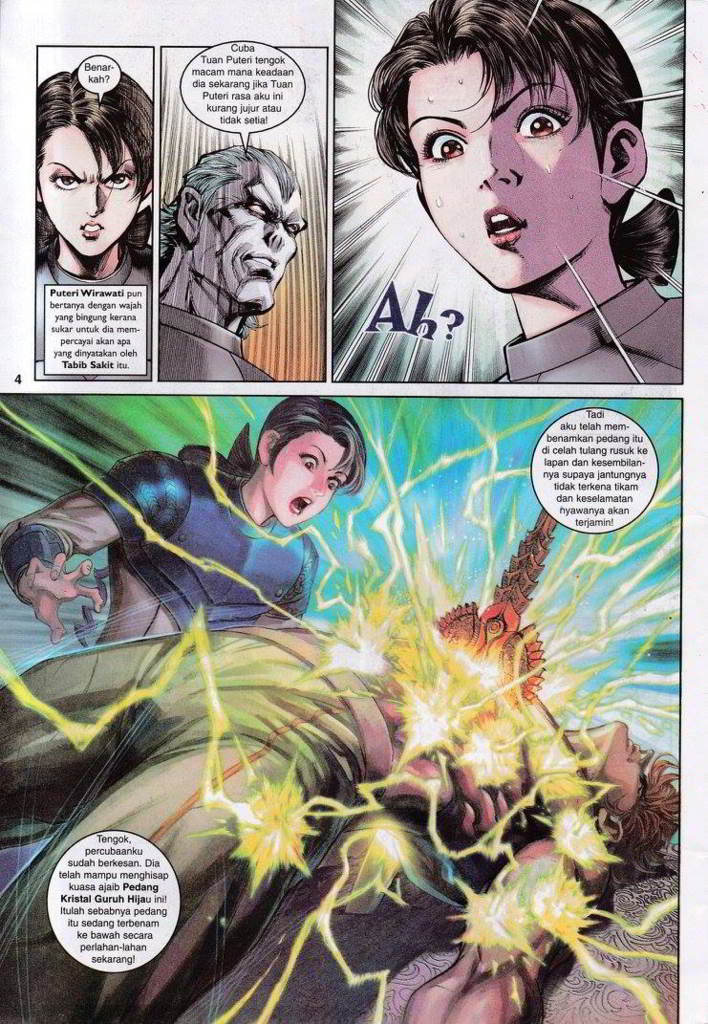 Benar-
kah?
Puteri Wirawati pun
bertanya dengan wajah
yang bingung kerana
sukar untuk dia mem-
percayai akan apa
yang dinyatakan oleh
Tabib Sakit itu.
Cuba
Tuan Puteri tengok
macam mana keadaan
dia sekarang jika Tuan
Puteri rasa aku ini
kurang jujur atau
tidak setia!
Ah?
4
Tadi
aku telah mem-
benamkan pedang itu
di celah tulang rusuk ke
lapan dan kesembilan-
nya supaya jantungnya
tidak terkena tikam
dan keselamatan
nyawanya akan
terjamin!
Tengok,
percubaanku
sudah berkesan. Dia
telah mampu menghisap
kuasa ajaib Pedang
Kristal Guruh Hijau ini!
Itulah sebabnya pedang
itu sedang terbenam
ke bawah secara
perlahan-lahan
sekarang!